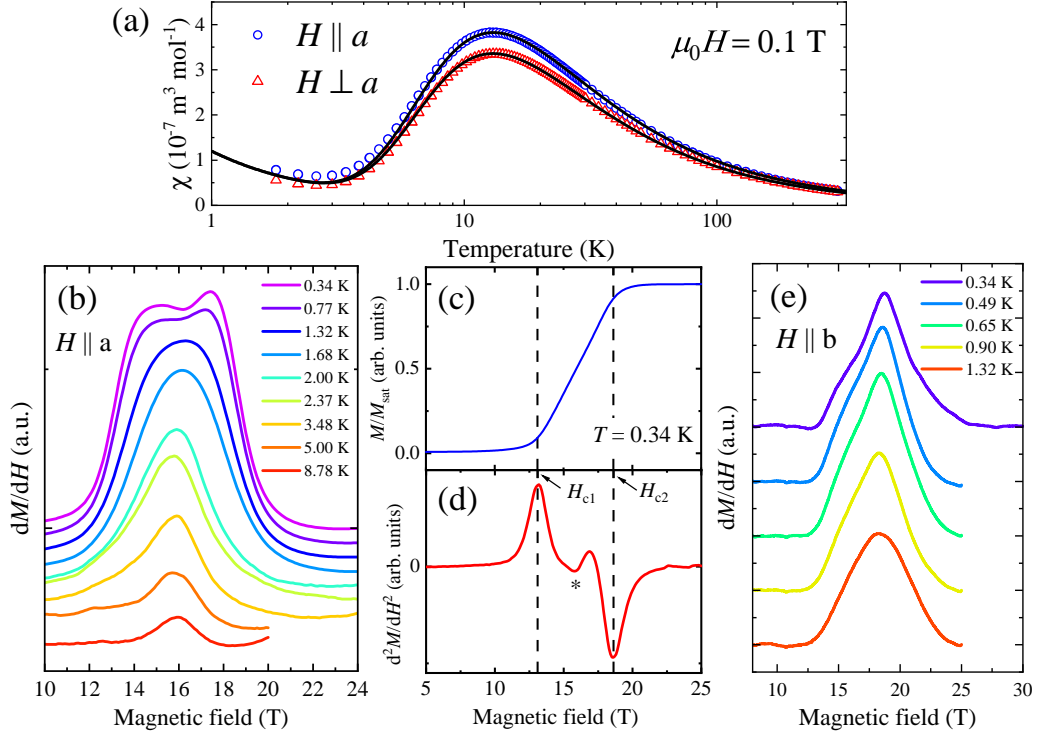 (a)
H ∥ a
H ⊥ a
μ₀H = 0.1 T
χ (10⁻⁷ m³ mol⁻¹)
4
3
2
1
0
1
10
100
Temperature (K)
(b)
H ∥ a
0.34 K
0.77 K
1.32 K
1.68 K
2.00 K
2.37 K
3.48 K
5.00 K
8.78 K
dM/dH (a.u.)
10 12 14 16 18 20 22 24
Magnetic field (T)
(c)
M/Mₛₐₜ (arb. units)
1.0
0.5
0.0
T = 0.34 K
(d)
H_c1
H_c2
d²M/dH² (arb. units)
0
*
5 10 15 20 25
Magnetic field (T)
(e)
H ∥ b
0.34 K
0.49 K
0.65 K
0.90 K
1.32 K
dM/dH (a.u.)
10 15 20 25 30
Magnetic field (T)